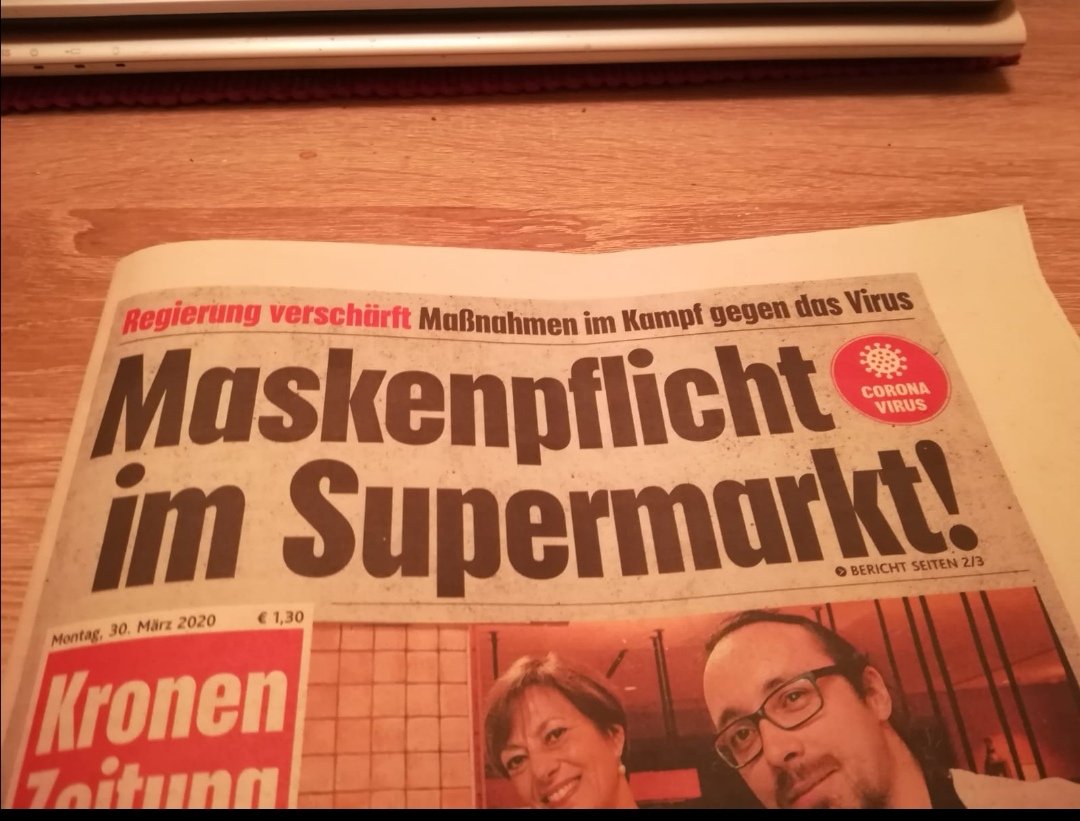 Regierung verschärft Maßnahmen im Kampf gegen das Virus
Maskenpflicht
CORONA
VIRUS
im Supermarkt!
BERICHT SEITEN 2/3
Montag, 30. März 2020 € 1,30
Kronen
Zeitung